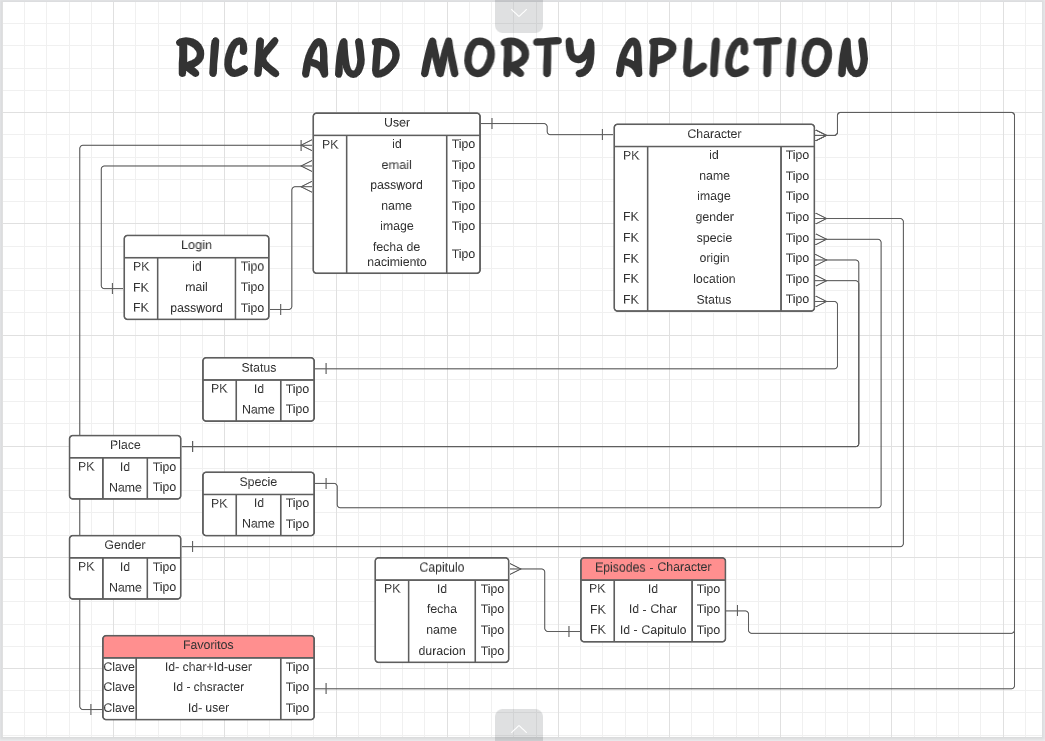 RICK AND MORTY APLICTION
User
PK id Tipo
email Tipo
password Tipo
name Tipo
image Tipo
fecha de
nacimiento Tipo
Character
PK id Tipo
name Tipo
image Tipo
FK gender Tipo
FK specie Tipo
FK origin Tipo
FK location Tipo
FK Status Tipo
Login
PK id Tipo
FK mail Tipo
FK password Tipo
Status
PK Id Tipo
Name Tipo
Place
PK Id Tipo
Name Tipo
Specie
PK Id Tipo
Name Tipo
Gender
PK Id Tipo
Name Tipo
Capitulo
PK Id Tipo
fecha Tipo
name Tipo
duracion Tipo
Episodes - Character
PK Id Tipo
FK Id - Char Tipo
FK Id - Capitulo Tipo
Favoritos
Clave Id- char+Id-user Tipo
Clave Id - chsracter Tipo
Clave Id- user Tipo